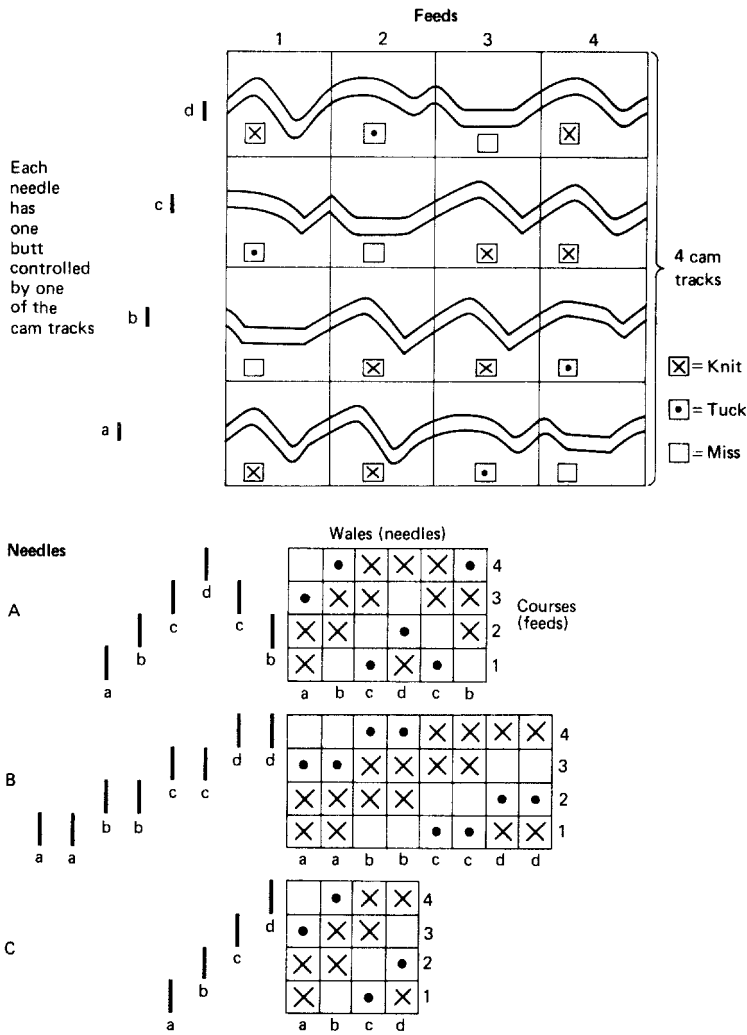 Feeds
1 2 3 4
d
Each
needle
has
one
butt
controlled
by one
of the
cam tracks
c
b
a
4 cam
tracks
= Knit
= Tuck
= Miss
Needles
Wales (needles)
A
a b c d c b
4
3
2
1
Courses
(feeds)
a b c d c b
B
a a b b c c d d
4
3
2
1
a a b b c c d d
C
a b c d
4
3
2
1
a b c d